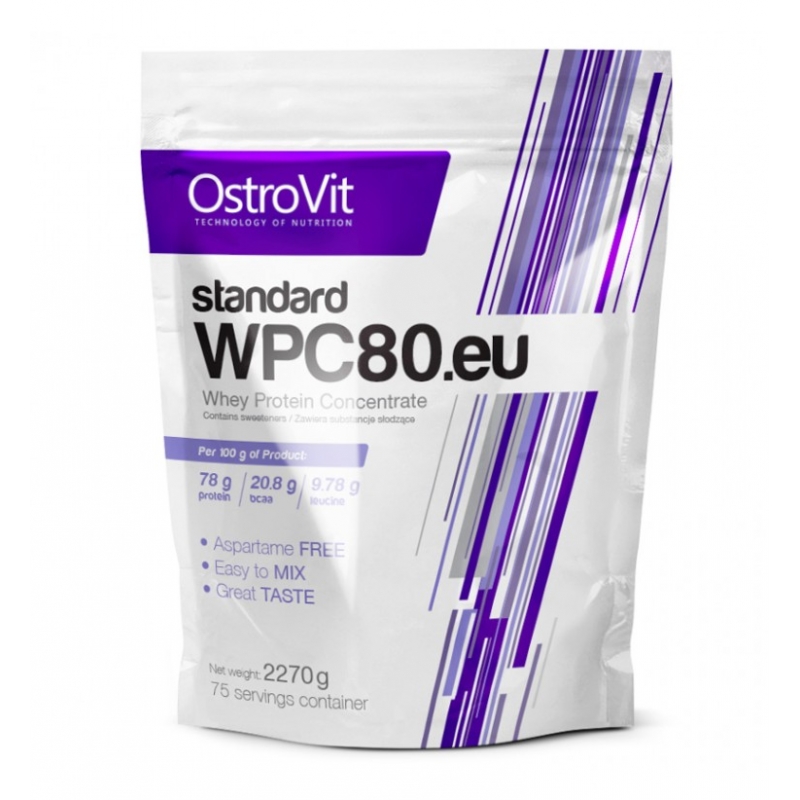 OstroVit
TECHNOLOGY OF NUTRITION
standard
WPC80.eu
Whey Protein Concentrate
Contains sweeteners / Zawiera substancje słodzące
Per 100 g of Product:
78 g 20.8 g 9.78 g
protein bcaa leucine
• Aspartame FREE
• Easy to MIX
• Great TASTE
Net weight: 2270g
75 servings container